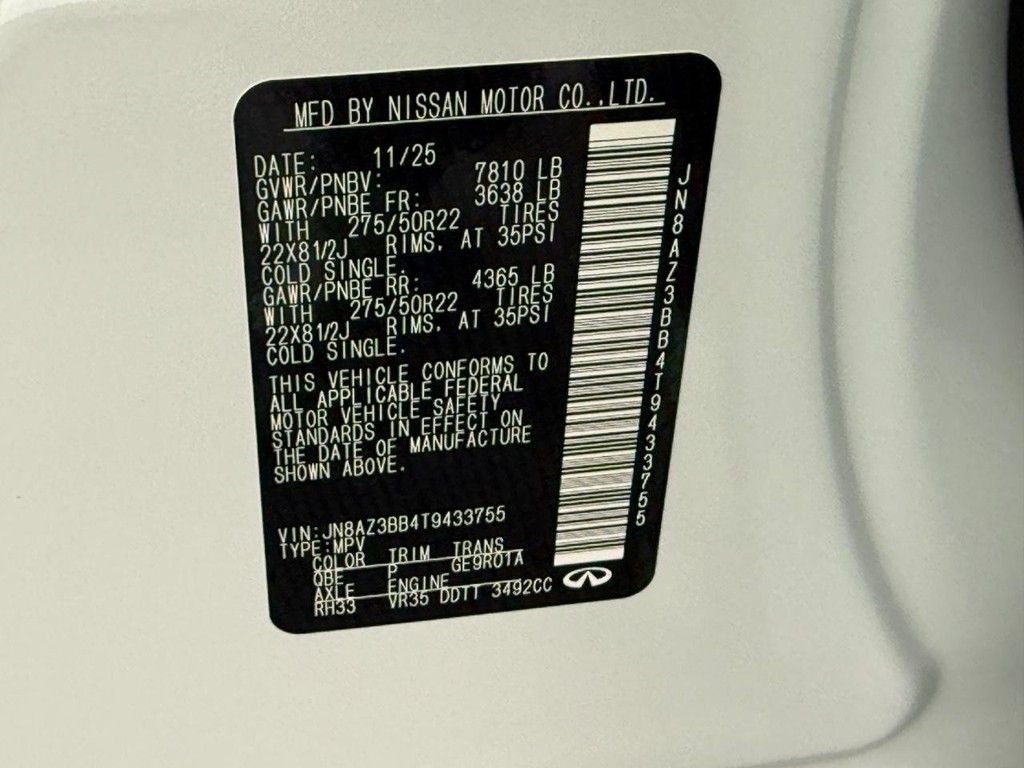 MFD BY NISSAN MOTOR CO.,LTD.
DATE: 11/25
GVWR/PNBV: 7810 LB
GAWR/PNBE FR: 3638 LB
WITH 275/50R22 TIRES
22X81/2J RIMS, AT 35PSI
COLD SINGLE.
GAWR/PNBE RR: 4365 LB
WITH 275/50R22 TIRES
22X81/2J RIMS, AT 35PSI
COLD SINGLE.
THIS VEHICLE CONFORMS TO
ALL APPLICABLE FEDERAL
MOTOR VEHICLE SAFETY
STANDARDS IN EFFECT ON
THE DATE OF MANUFACTURE
SHOWN ABOVE.
VIN:JN8AZ3BB4T9433755
TYPE:MPV
COLOR TRIM TRANS
QBE P GE9R01A
AXLE ENGINE
RH33 VR35 DDTT 3492CC
JN8AZ3BB4T9433755